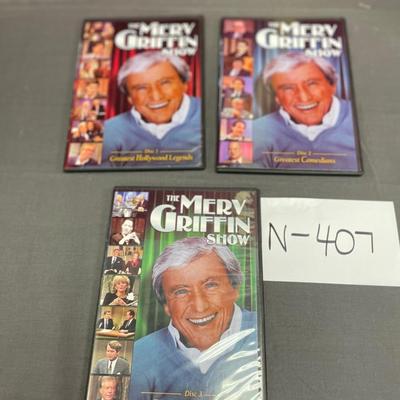 THE
MERV
GRIFFIN
SHOW
Disc 1
Greatest Hollywood Legends
THE
MERV
GRIFFIN
SHOW
Disc 2
Greatest Comedians
THE
MERV
GRIFFIN
SHOW
Disc 3
N-407